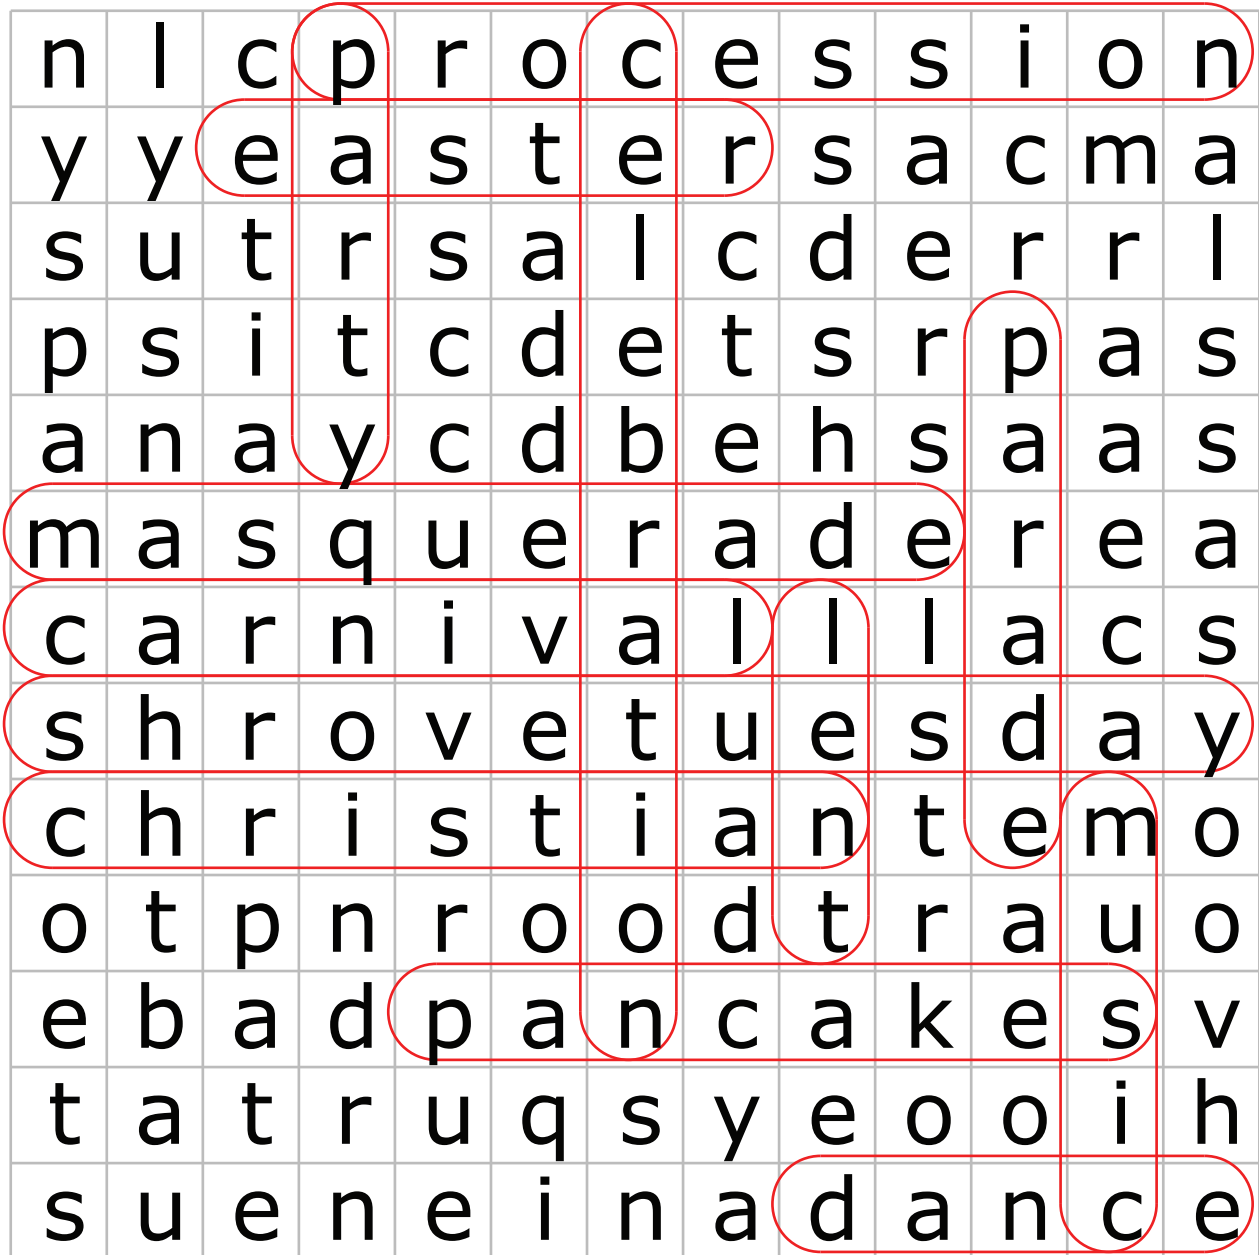 n l c p r o c e s s i o n
y y e a s t e r s a c m a
s u t r s a l c d e r r l
p s i t c d e t s r p a s
a n a y c d b e h s a a s
m a s q u e r a d e r e a
c a r n i v a l l l a c s
s h r o v e t u e s d a y
c h r i s t i a n t e m o
o t p n r o o d t r a u o
e b a d p a n c a k e s v
t a t r u q s y e o o i h
s u e n e i n a d a n c e